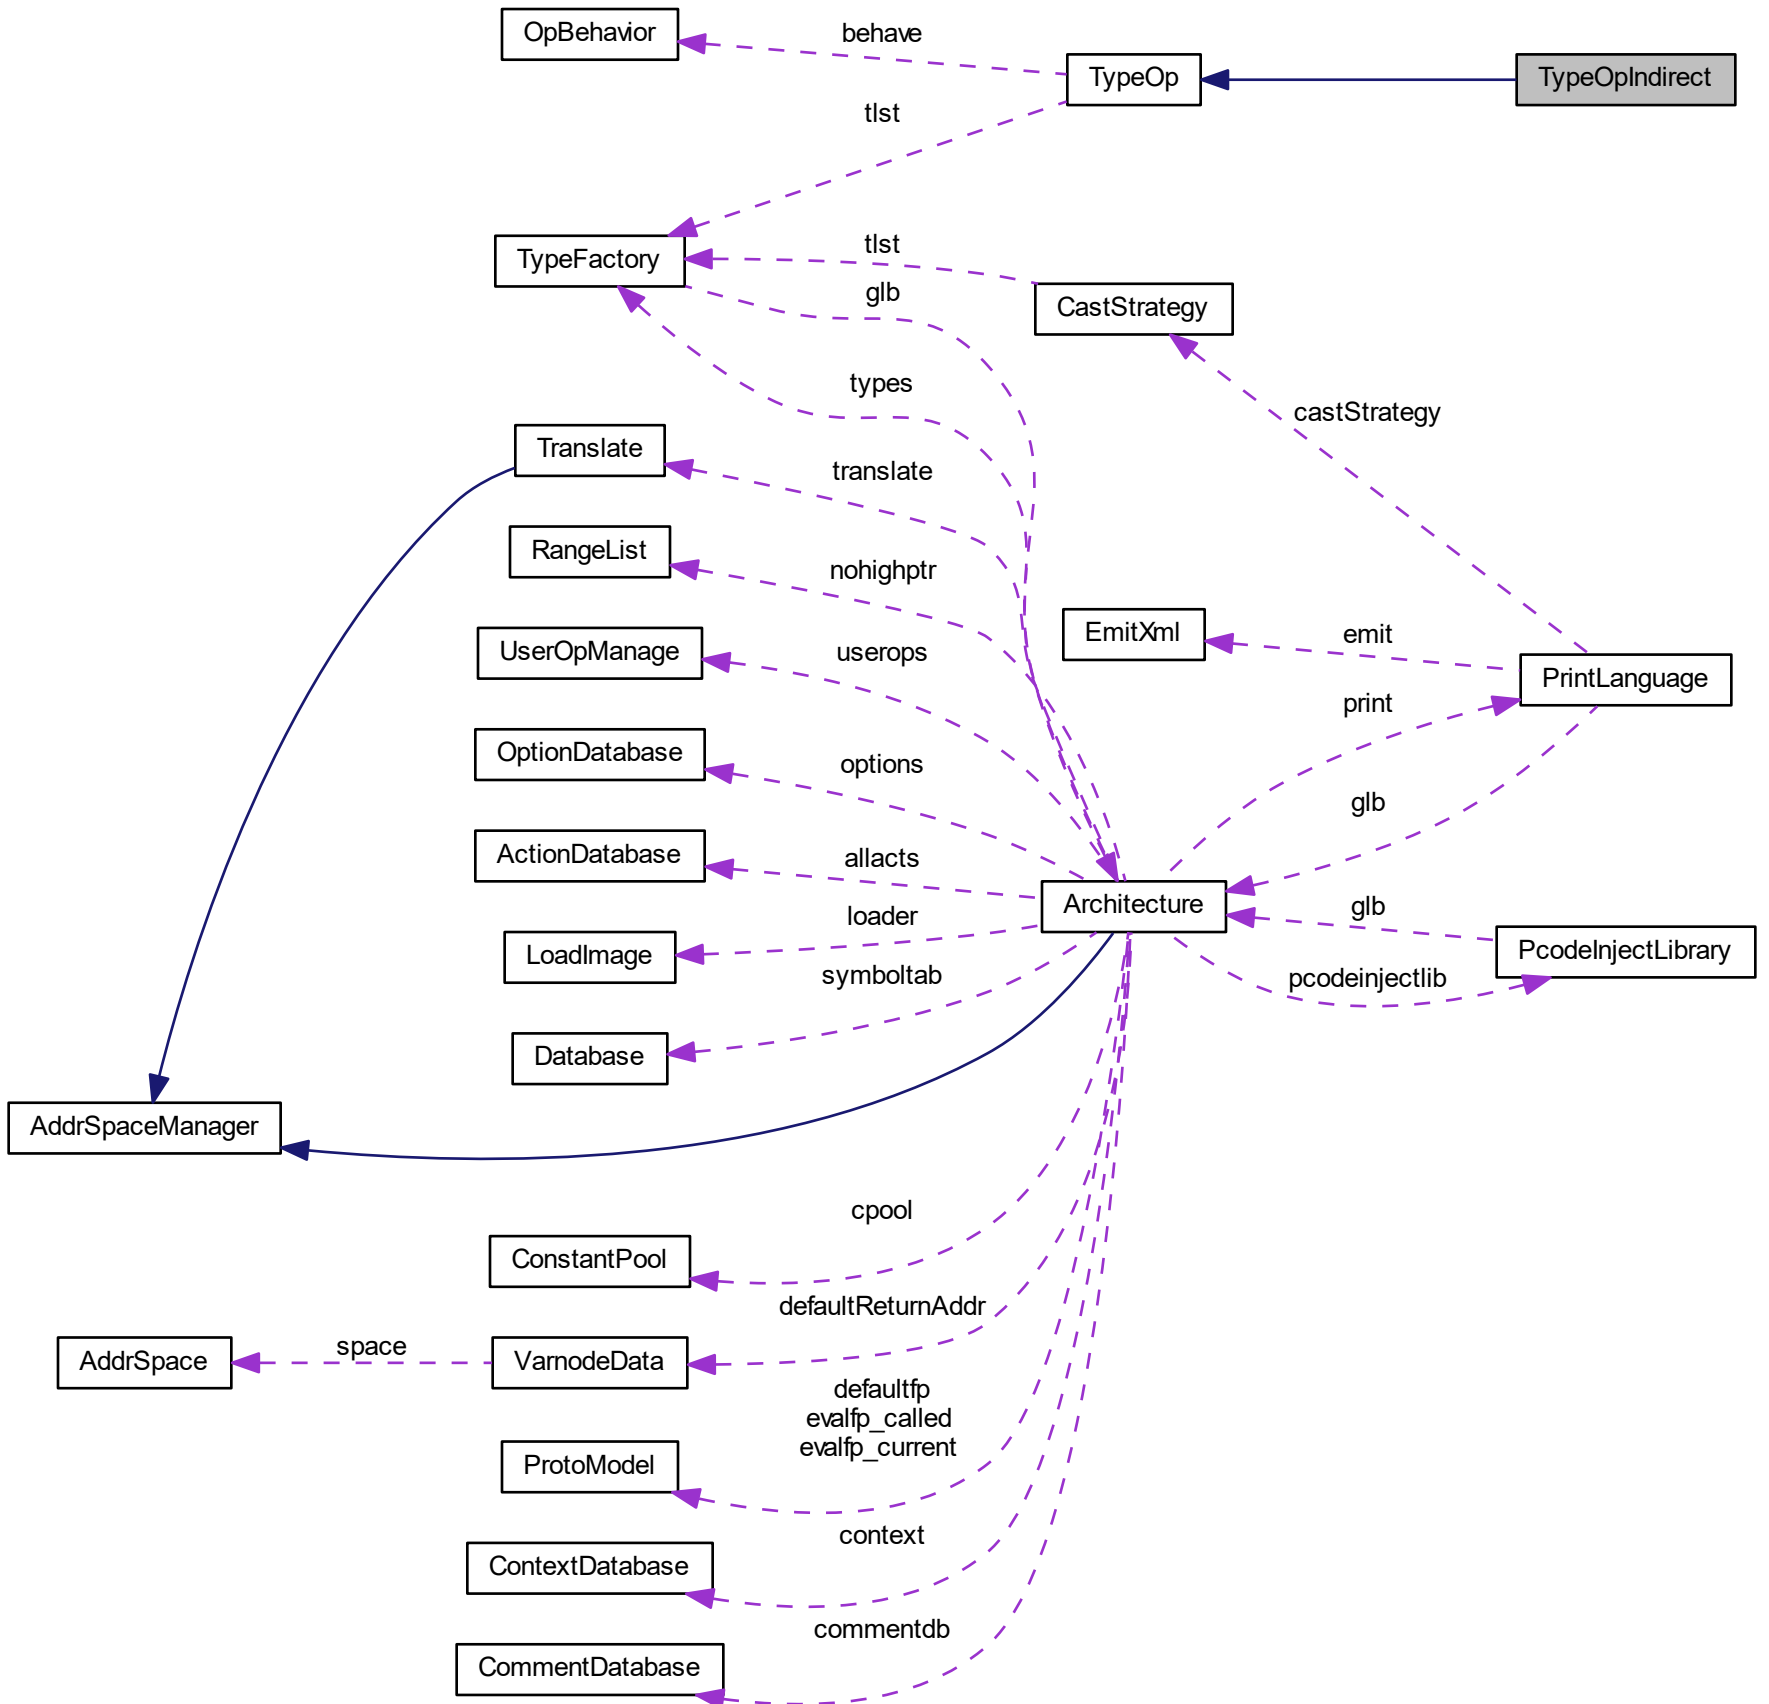 OpBehavior
behave
TypeOp
TypeOpIndirect
tlst
TypeFactory
tlst
glb
CastStrategy
types
castStrategy
Translate
translate
RangeList
nohighptr
EmitXml
emit
UserOpManage
userops
PrintLanguage
print
OptionDatabase
options
glb
ActionDatabase
allacts
Architecture
glb
LoadImage
loader
PcodeInjectLibrary
symboltab
pcodeinjectlib
Database
AddrSpaceManager
cpool
ConstantPool
defaultReturnAddr
AddrSpace
space
VarnodeData
defaultfp
evalfp_called
evalfp_current
ProtoModel
context
ContextDatabase
commentdb
CommentDatabase